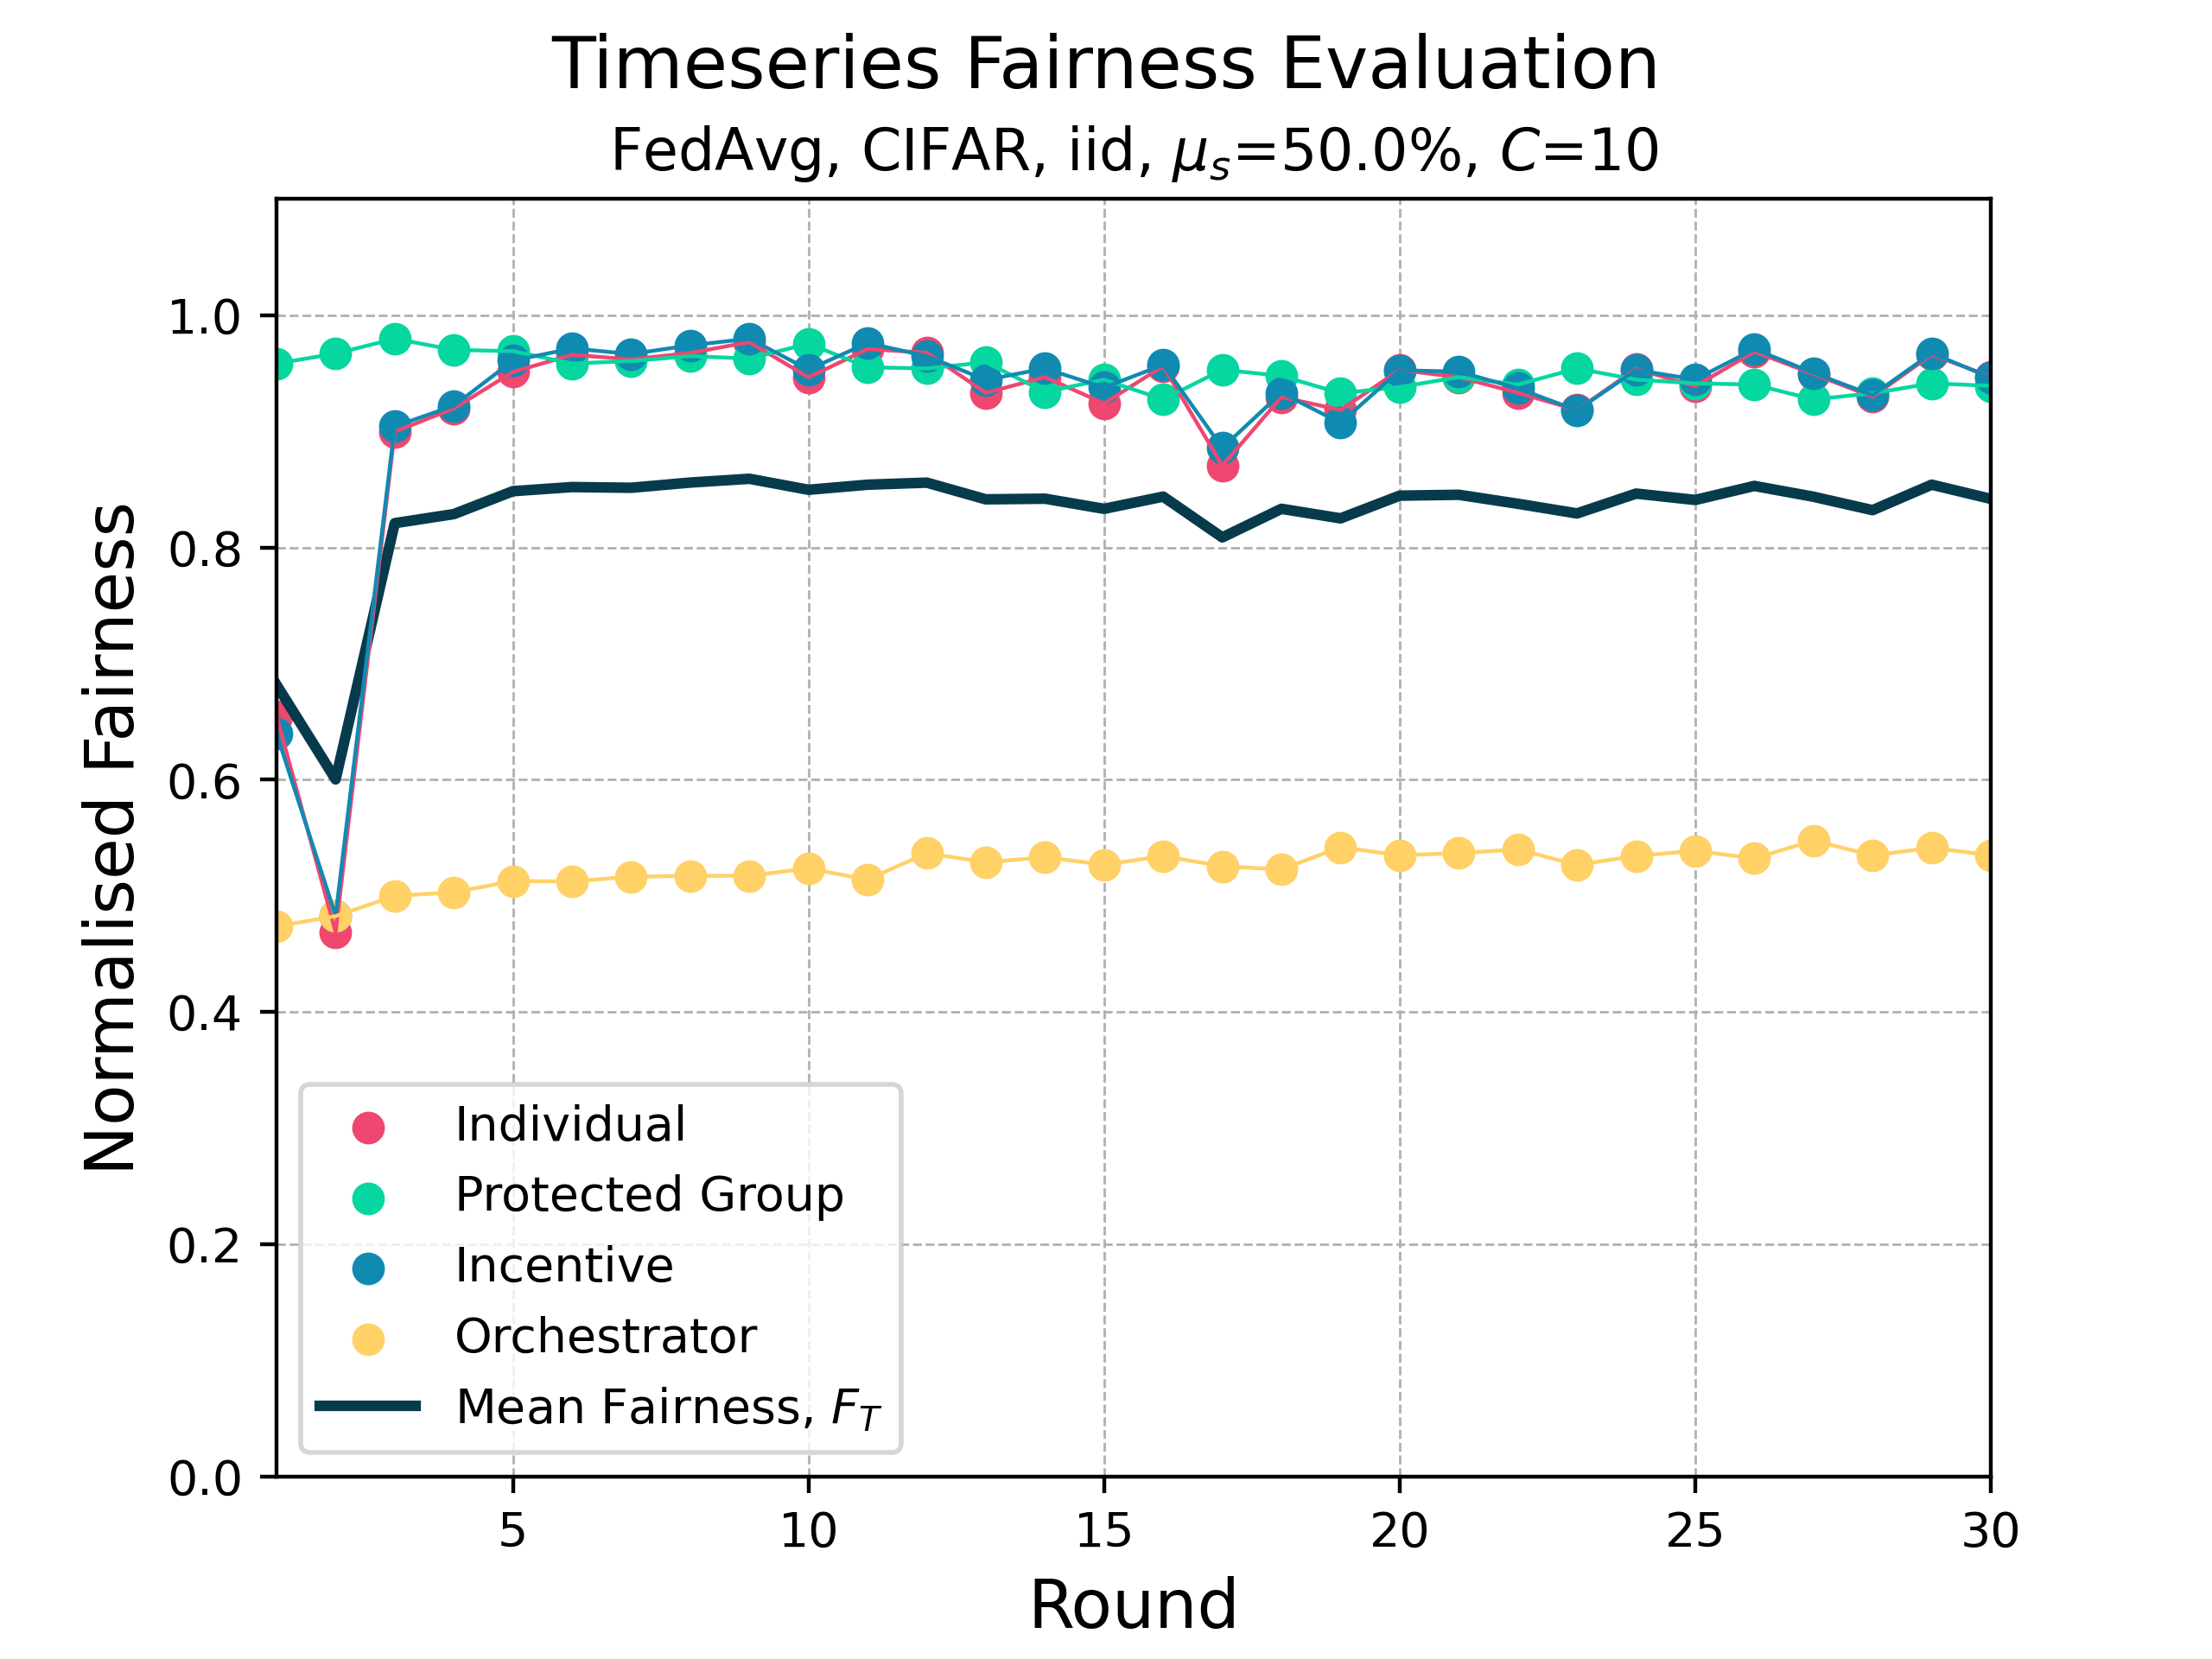 Timeseries Fairness Evaluation
FedAvg, CIFAR, iid, μₛ=50.0%, C=10
Normalised Fairness
1.0
0.8
0.6
0.4
0.2
0.0
Individual
Protected Group
Incentive
Orchestrator
Mean Fairness, F_T
5 10 15 20 25 30
Round